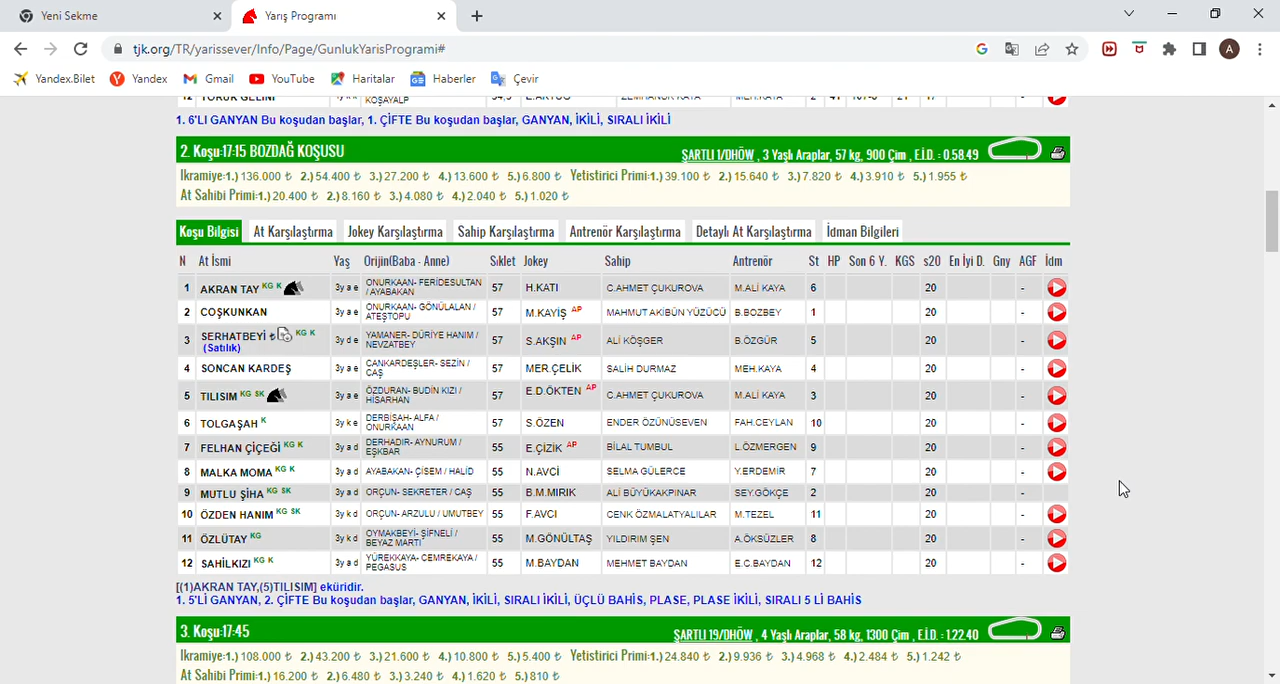 Yeni Sekme
Yarış Programı
tjk.org/TR/yarissever/Info/Page/GunlukYarisProgrami#
A
Yandex.Bilet Yandex Gmail YouTube Haritalar Haberler Çevir
12 YÖRÜK GELİNİ KOŞAYALP
1. 6'LI GANYAN Bu koşudan başlar, 1. ÇİFTE Bu koşudan başlar, GANYAN, İKİLİ, SIRALI İKİLİ
2. Koşu:17:15 BOZDAĞ KOŞUSU ŞARTLI 1/DHÖW , 3 Yaşlı Araplar, 57 kg, 900 Çim , E.İ.D. : 0.58.49
Ikramiye:1.) 136.000 ₺ 2.) 54.400 ₺ 3.) 27.200 ₺ 4.) 13.600 ₺ 5.) 6.800 ₺ Yetistirici Primi:1.) 39.100 ₺ 2.) 15.640 ₺ 3.) 7.820 ₺ 4.) 3.910 ₺ 5.) 1.955 ₺
At Sahibi Primi:1.) 20.400 ₺ 2.) 8.160 ₺ 3.) 4.080 ₺ 4.) 2.040 ₺ 5.) 1.020 ₺
Koşu Bilgisi At Karşılaştırma Jokey Karşılaştırma Sahip Karşılaştırma Antrenör Karşılaştırma Detaylı At Karşılaştırma İdman Bilgileri
N At İsmi Yaş Orijin(Baba - Anne) Sıklet Jokey Sahip Antrenör St HP Son 6 Y. KGS s20 En İyi D. Gny AGF İdm
1 AKRAN TAY KG K 3y a e ONURKAAN- FERİDESULTAN / AYABAKAN 57 H.KATI C.AHMET ÇUKUROVA M.ALİ KAYA 6 20 -
2 COŞKUNKAN 3y a e ONURKAAN- GÖNÜLALAN / ATEŞTOPU 57 M.KAYİŞ AP MAHMUT AKİBÜN YÜZÜCÜ B.BOZBEY 1 20 -
3 SERHATBEYİ ₺ KG K (Satılık) 3y d e YAMANER- DÜRİYE HANIM / NEVZATBEY 57 S.AKŞIN AP ALİ KÖŞGER B.ÖZGÜR 5 20 -
4 SONCAN KARDEŞ 3y a e CANKARDEŞLER- SEZİN / CAŞ 57 MER.ÇELİK SALİH DURMAZ MEH.KAYA 4 20 -
5 TILISIM KG SK 3y a e ÖZDURAN- BUDİN KIZI / HİSARHAN 57 E.D.ÖKTEN AP C.AHMET ÇUKUROVA M.ALİ KAYA 3 20 -
6 TOLGAŞAH K 3y k e DERBİŞAH- ALFA / ONURKAAN 57 S.ÖZEN ENDER ÖZÜNÜSEVEN FAH.CEYLAN 10 20 -
7 FELHAN ÇİÇEĞİ KG K 3y a d DERHADIR- AYNURUM / EŞKBAR 55 E.ÇİZİK AP BİLAL TUMBUL L.ÖZMERGEN 9 20 -
8 MALKA MOMA KG K 3y a d AYABAKAN- ÇİSEM / HALİD 55 N.AVCİ SELMA GÜLERCE Y.ERDEMİR 7 20 -
9 MUTLU ŞİHA KG SK 3y a d ORÇUN- SEKRETER / CAŞ 55 B.M.MIRIK ALİ BÜYÜKAKPINAR SEY.GÖKÇE 2 20 -
10 ÖZDEN HANIM KG SK 3y k d ORÇUN- ARZULU / UMUTBEY 55 F.AVCI CENK ÖZMALATYALILAR M.TEZEL 11 20 -
11 ÖZLÜTAY KG 3y k d OYMAKBEYİ- ŞİFNELİ / BEYAZ MARTI 55 M.GÖNÜLTAŞ YILDIRIM ŞEN A.ÖKSÜZLER 8 20 -
12 SAHİLKIZI KG K 3y a d YÜREKKAYA- CEMREKAYA / PEGASUS 55 M.BAYDAN MEHMET BAYDAN E.C.BAYDAN 12 20 -
[(1)AKRAN TAY,(5)TILISIM] eküridir.
1. 5'Lİ GANYAN, 2. ÇİFTE Bu koşudan başlar, GANYAN, İKİLİ, SIRALI İKİLİ, ÜÇLÜ BAHİS, PLASE, PLASE İKİLİ, SIRALI 5 Lİ BAHİS
3. Koşu:17:45 ŞARTLI 19/DHÖW , 4 Yaşlı Araplar, 58 kg, 1300 Çim , E.İ.D. : 1.22.40
Ikramiye:1.) 108.000 ₺ 2.) 43.200 ₺ 3.) 21.600 ₺ 4.) 10.800 ₺ 5.) 5.400 ₺ Yetistirici Primi:1.) 24.840 ₺ 2.) 9.936 ₺ 3.) 4.968 ₺ 4.) 2.484 ₺ 5.) 1.242 ₺
At Sahibi Primi:1.) 16.200 ₺ 2.) 6.480 ₺ 3.) 3.240 ₺ 4.) 1.620 ₺ 5.) 810 ₺